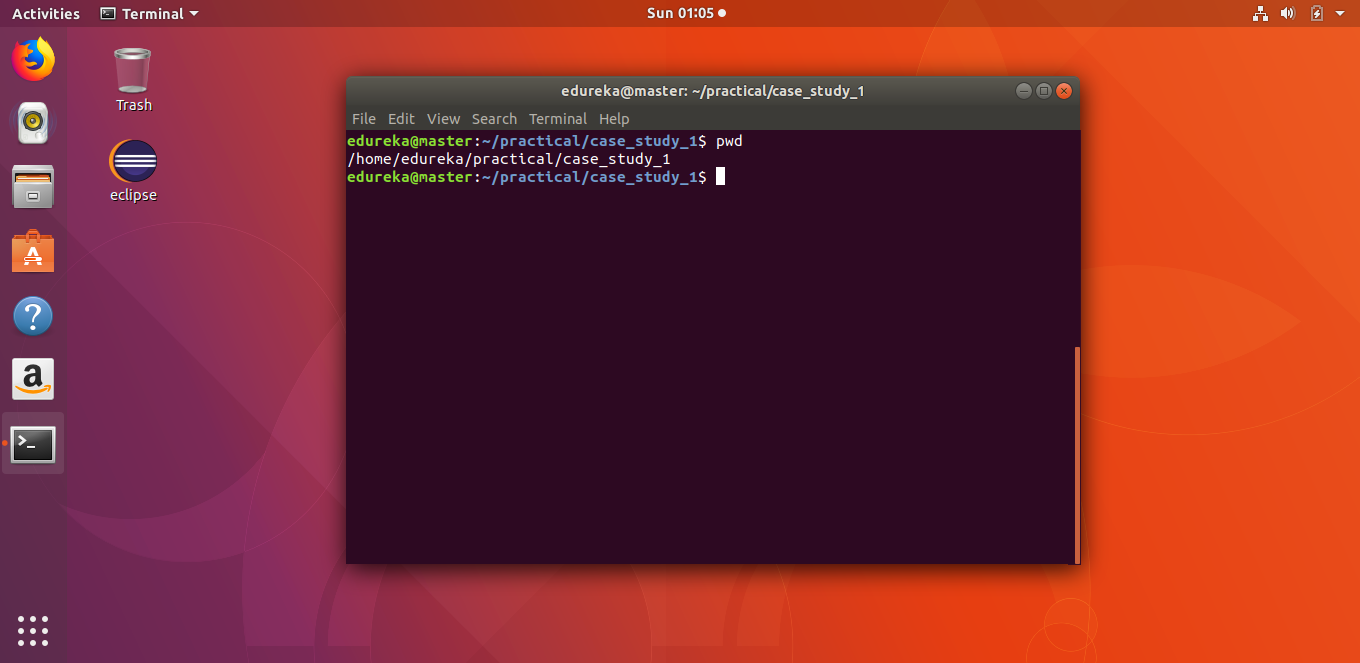 Activities Terminal Sun 01:05
Trash
eclipse
edureka@master: ~/practical/case_study_1
File Edit View Search Terminal Help
edureka@master:~/practical/case_study_1$ pwd
/home/edureka/practical/case_study_1
edureka@master:~/practical/case_study_1$